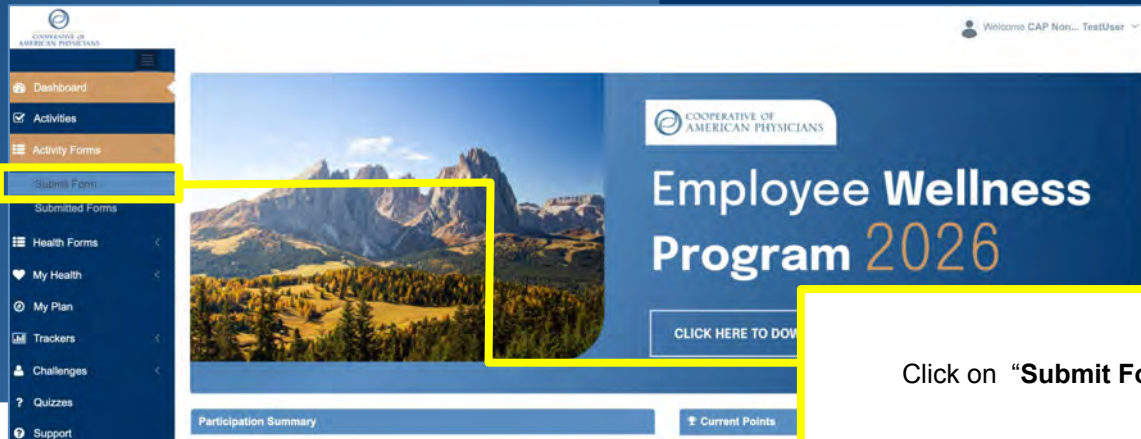 COOPERATIVE OF
AMERICAN PHYSICIANS
Welcome CAP Non... TestUser
Dashboard
Activities
Activity Forms
Submit Form
Submitted Forms
Health Forms
My Health
My Plan
Trackers
Challenges
? Quizzes
Support
COOPERATIVE OF
AMERICAN PHYSICIANS
Employee Wellness
Program 2026
CLICK HERE TO DOW
Click on “Submit Fo
Participation Summary
Current Points